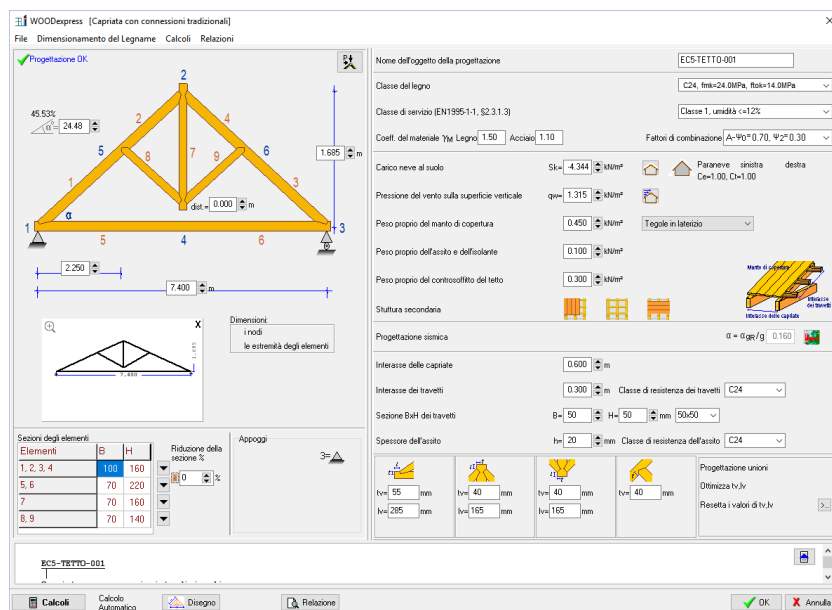 WOODexpress [Capriata con connessioni tradizionali]
File Dimensionamento del Legname Calcoli Relazioni
Progettazione OK
45.53%
α= 24.48
2
2 4
5 7 6
8 9
1.685 m
1 3
dist.= 0.000 m
α
1 3
5 4 6
2.250
7.400 m
X
1.685
7.400
Dimensioni:
i nodi
le estremità degli elementi
Sezioni degli elementi
Elementi B H
1, 2, 3, 4 100 160
5, 6 70 220
7 70 160
8, 9 70 140
Riduzione della
sezione %
0 %
Appoggi
3=
Nome dell'oggetto della progettazione EC5-TETTO-001
Classe del legno C24, fmk=24.0MPa, ftok=14.0MPa
Classe di servizio (EN1995-1-1, §2.3.1.3) Classe 1, umidità <=12%
Coeff. del materiale γM Legno 1.50 Acciaio 1.10 Fattori di combinazione A-Ψ0=0.70, Ψ2=0.30
Carico neve al suolo Sk= -4.344 kN/m² Paraneve sinistra destra
Ce=1.00, Ct=1.00
Pressione del vento sulla superficie verticale qw= 1.315 kN/m²
Peso proprio del manto di copertura 0.450 kN/m² Tegole in laterizio
Peso proprio dell'assito e dell'isolante 0.100 kN/m²
Peso proprio del controsoffitto del tetto 0.300 kN/m²
Manto di copertura
Interasse dei travetti
Interasse delle capriate
Stuttura secondaria
Progettazione sismica α = αgR/g 0.160
Interasse delle capriate 0.600 m
Interasse dei travetti 0.300 m Classe di resistenza dei travetti C24
Sezione BxH dei travetti B= 50 H= 50 mm 50x50
Spessore dell'assito h= 20 mm Classe di resistenza dell'assito C24
tv= 55 mm tv= 40 mm tv= 40 mm tv= 40 mm
lv= 285 mm lv= 165 mm lv= 165 mm
Progettazione unioni
Ottimizza tv,lv
Resetta i valori di tv,lv >..
EC5-TETTO-001
Calcoli
Calcolo
Automatico
Disegno
Relazione
OK
Annulla